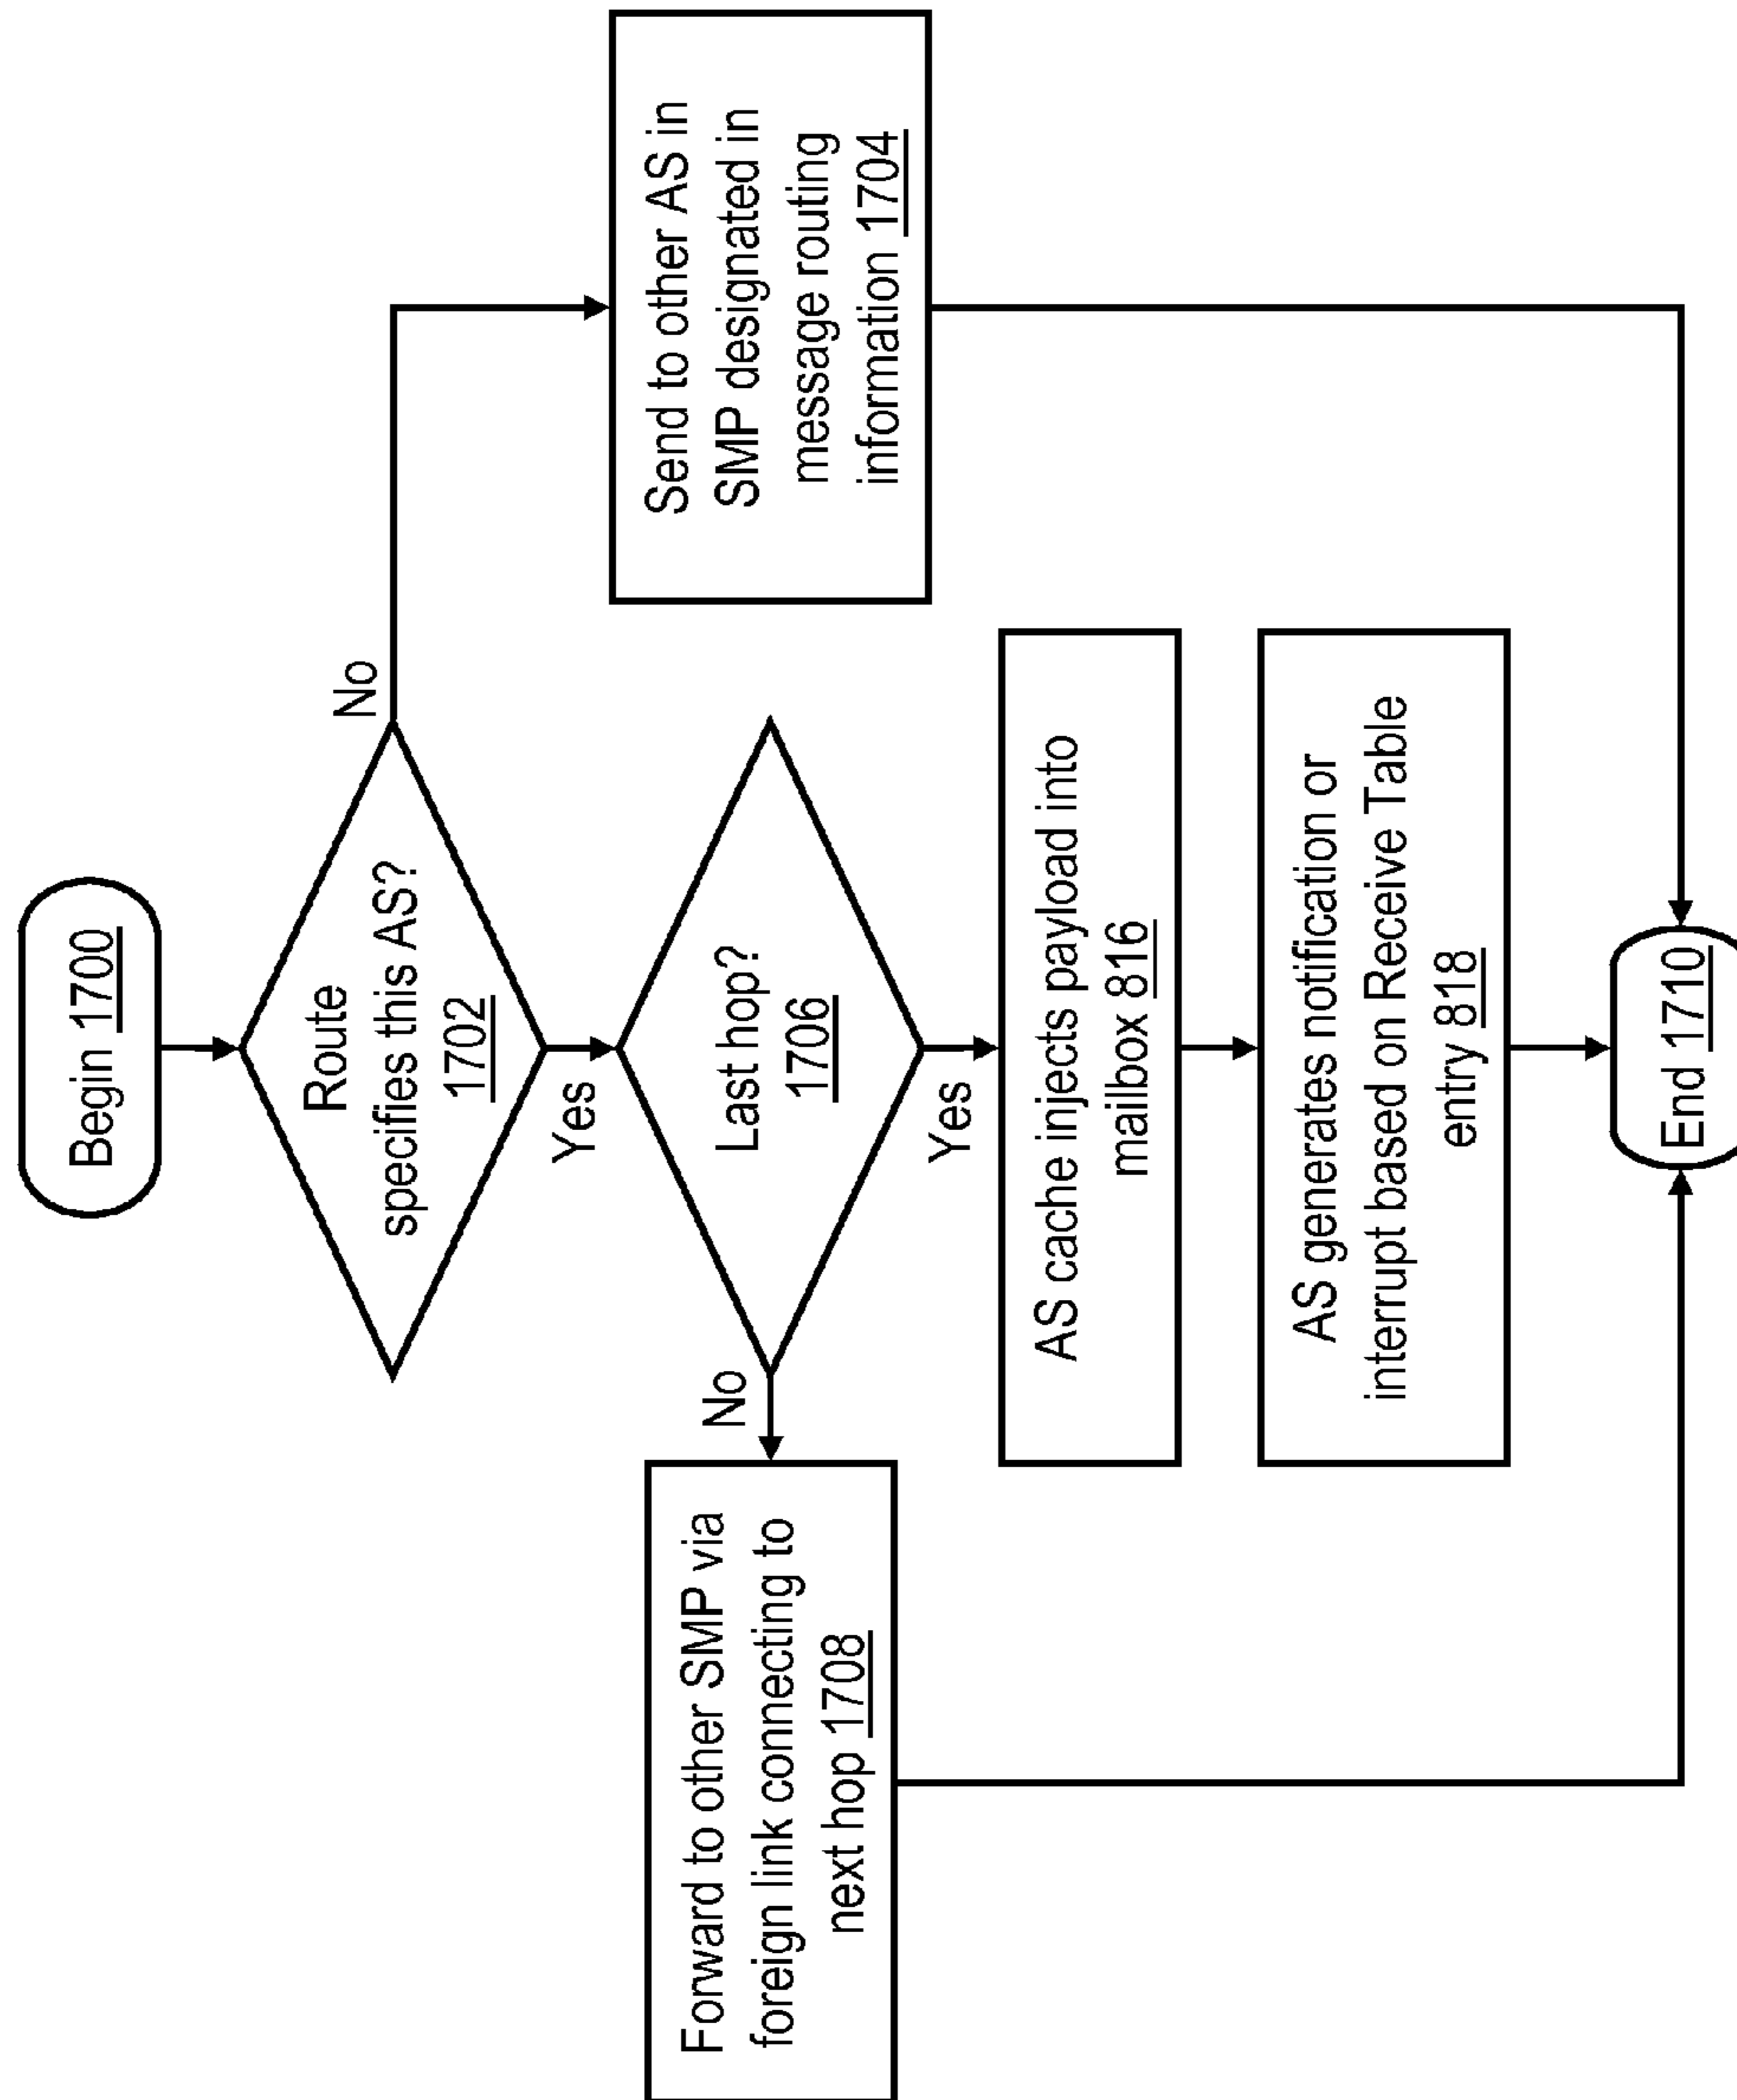 Begin 1700
Route
specifies this AS?
1702
No
Yes
Send to other AS in
SMP designated in
message routing
information 1704
Last hop?
1706
No
Yes
Forward to other SMP via
foreign link connecting to
next hop 1708
AS cache injects payload into
mailbox 816
AS generates notification or
interrupt based on Receive Table
entry 818
End 1710